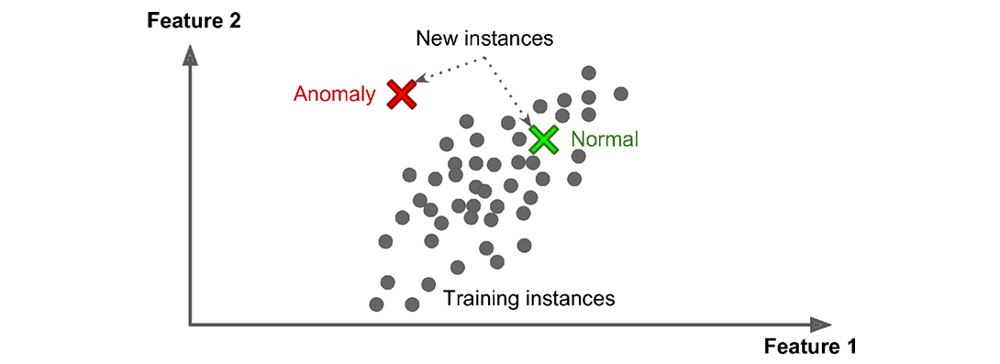 Feature 2
New instances
Anomaly
Normal
Training instances
Feature 1